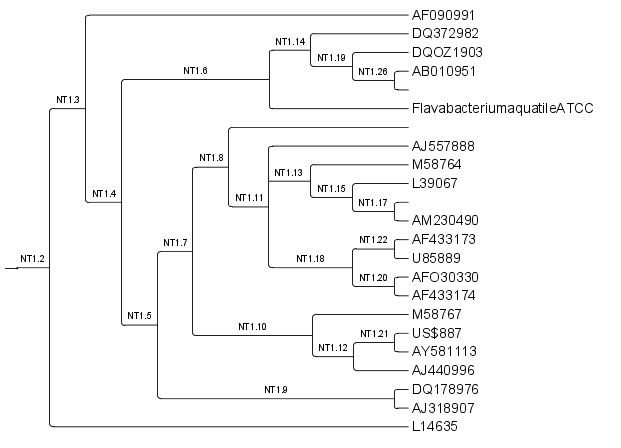 AF090991
DQ372982
NT1.14
DQOZ1903
NT1.19
NT1.6
AB010951
NT1.26
NT1.3
FlavabacteriumaquatileATCC
AJ557888
NT1.8
M58764
NT1.13
L39067
NT1.15
NT1.4
NT1.11
NT1.17
AM230490
AF433173
NT1.22
NT1.7
U85889
NT1.2
NT1.18
AFO30330
NT1.20
AF433174
M58767
NT1.5
NT1.10
US$887
NT1.21
AY581113
NT1.12
AJ440996
DQ178976
NT1.9
AJ318907
L14635